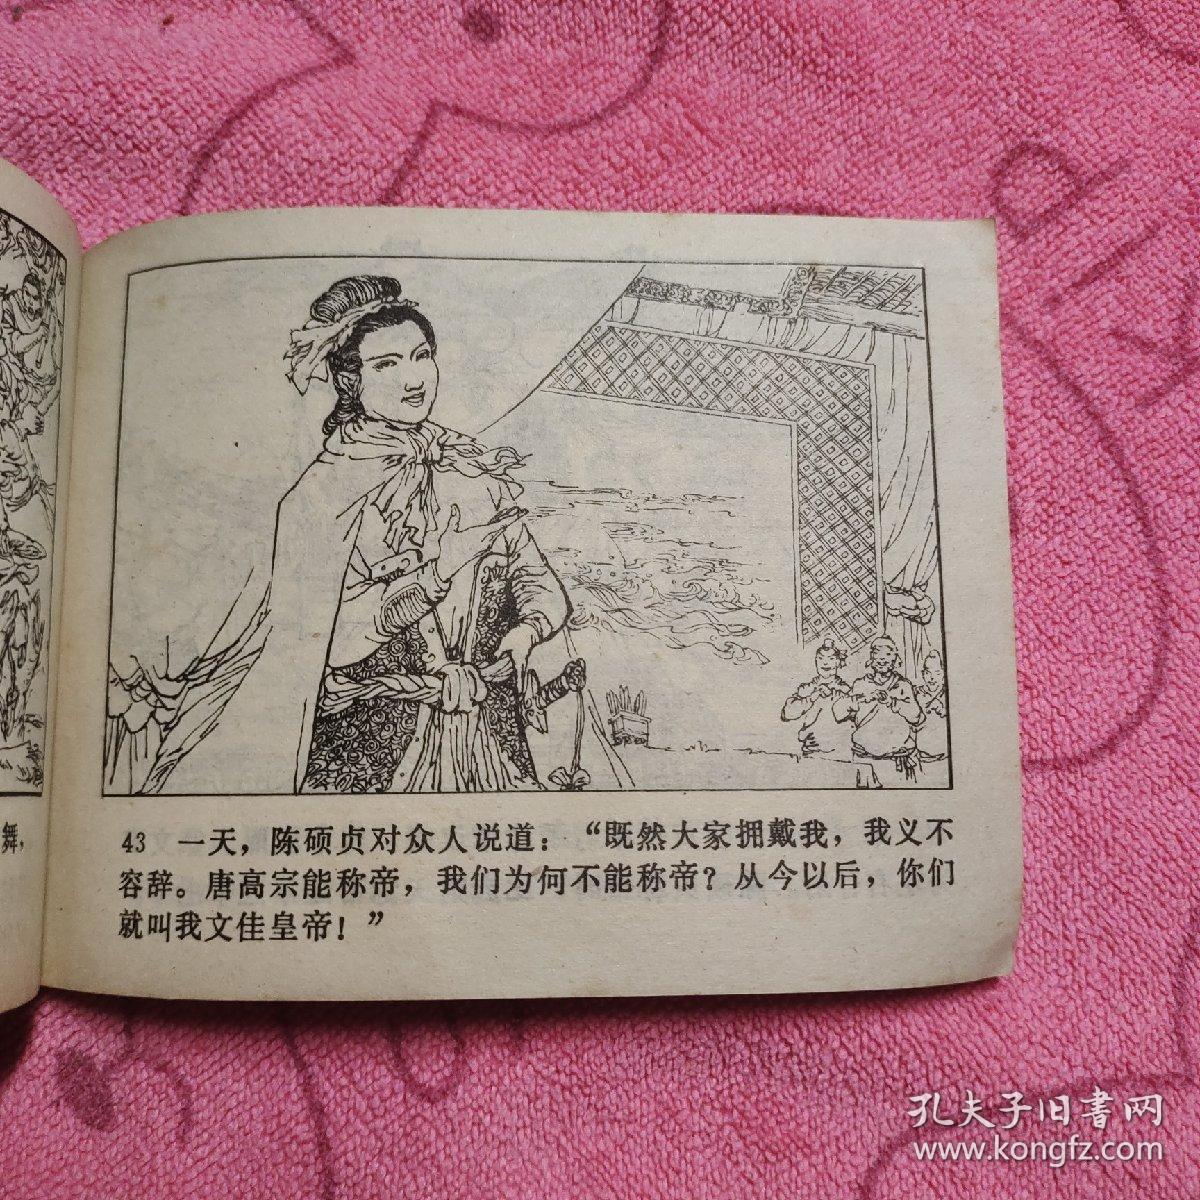 舞，
43 一天，陈硕贞对众人说道：“既然大家拥戴我，我义不
容辞。唐高宗能称帝，我们为何不能称帝？从今以后，你们
就叫我文佳皇帝！”
孔夫子旧書网
www.kongfz.com